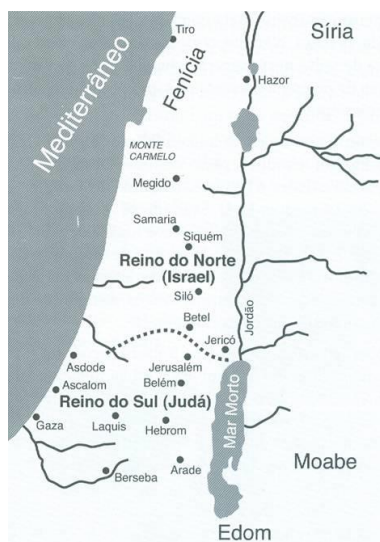 Tiro
Síria
Fenícia
Hazor
Mediterrâneo
MONTE
CARMELO
Megido
Samaria
Siquém
Reino do Norte
(Israel)
Siló
Betel
Jordão
Jericó
Asdode
Jerusalém
Ascalom
Belém
Reino do Sul (Judá)
Gaza
Laquis
Hebrom
Mar Morto
Moabe
Arade
Berseba
Edom